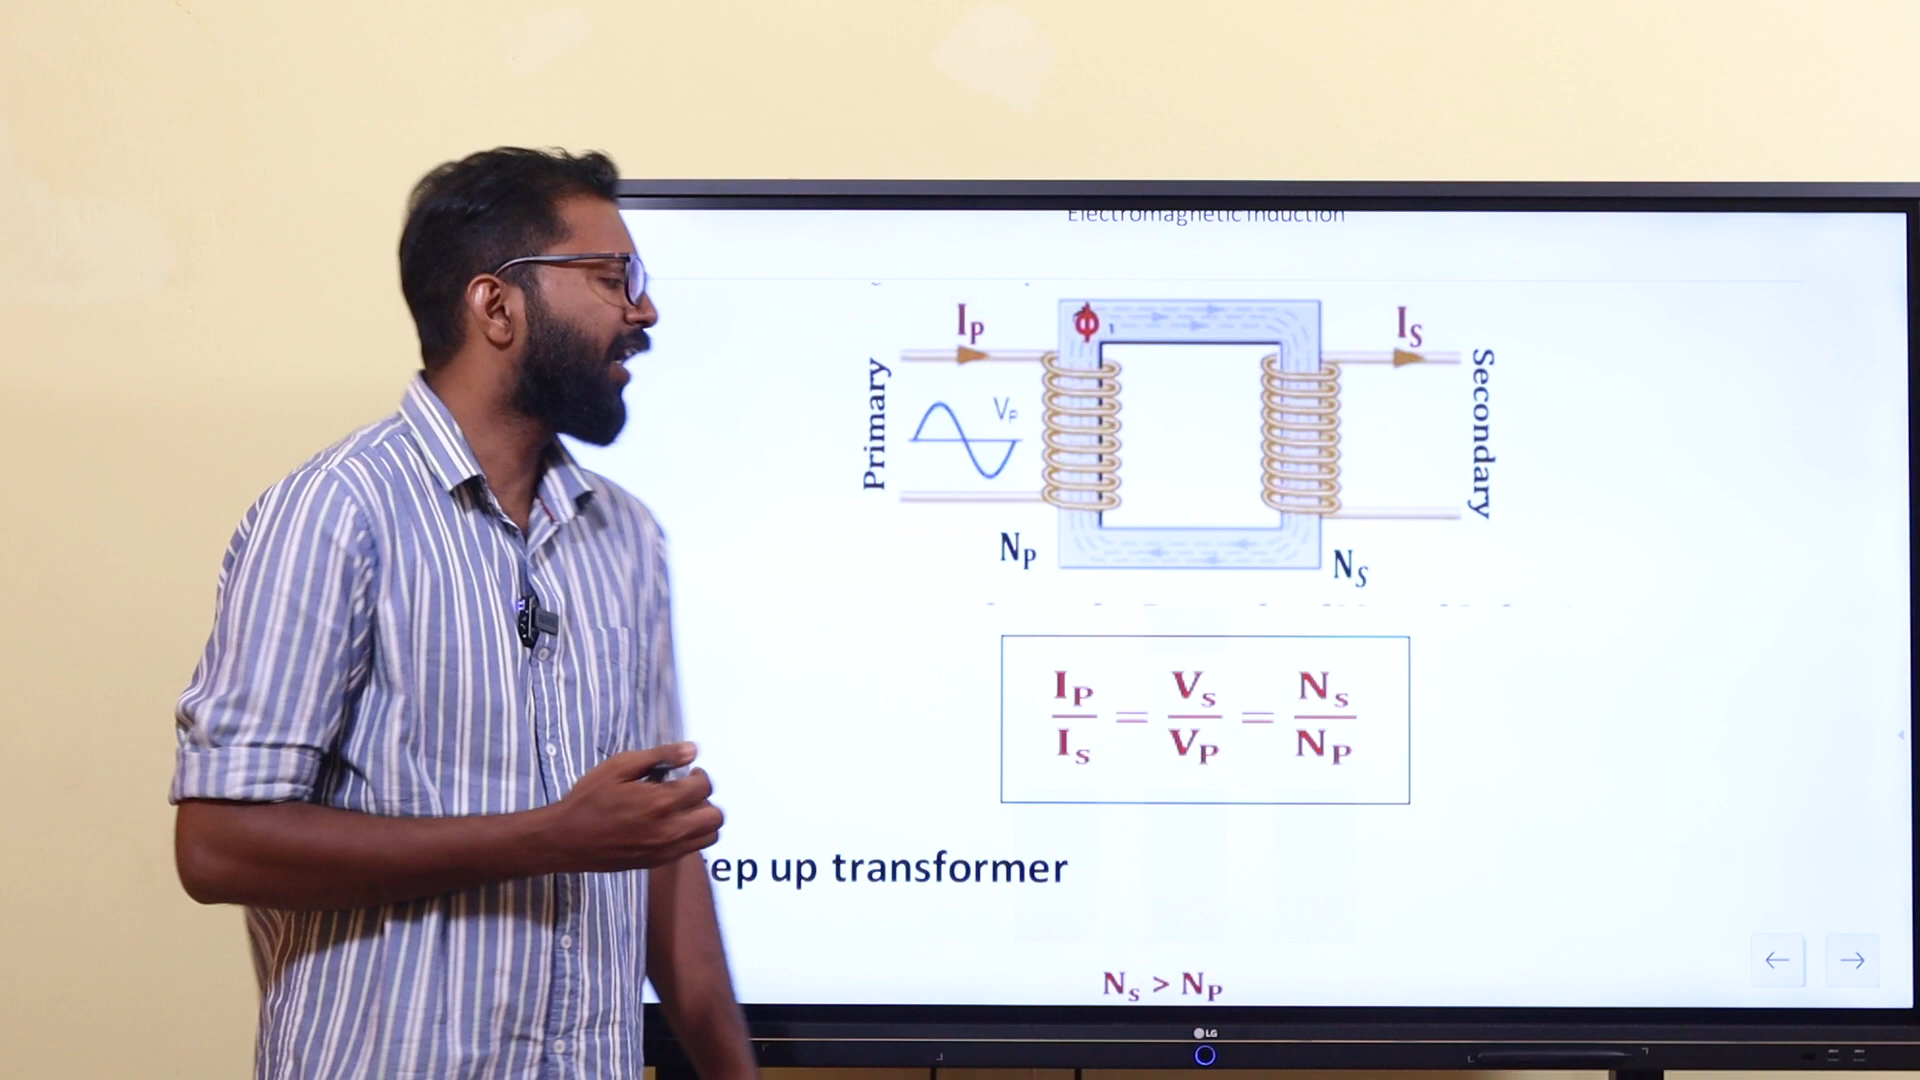 Electromagnetic Induction
I_P
Φ
I_S
Primary
V_P
Secondary
N_P
N_S
I_P / I_s = V_s / V_P = N_s / N_P
ep up transformer
N_s > N_P
LG